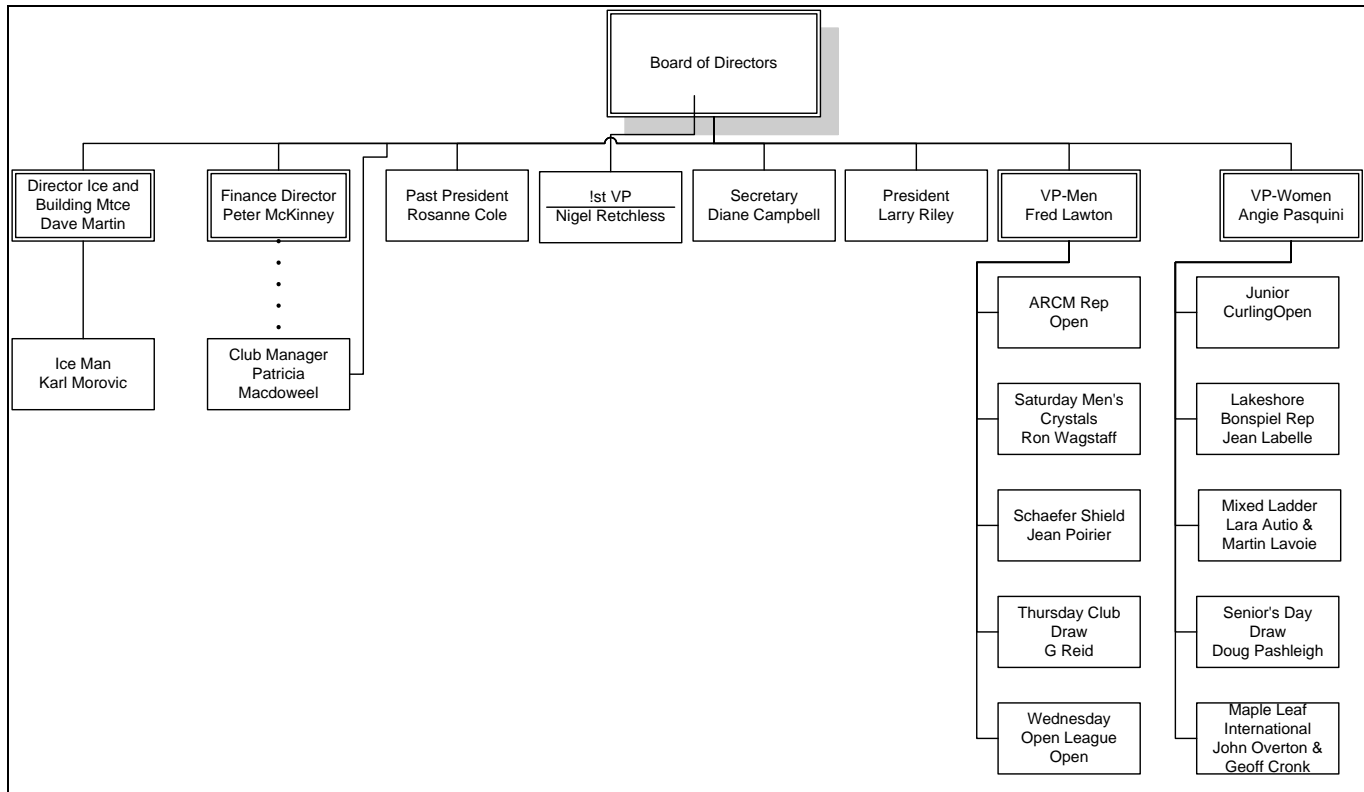 Board of Directors
Director Ice and
Building Mtce
Dave Martin
Finance Director
Peter McKinney
Past President
Rosanne Cole
!st VP
Nigel Retchless
Secretary
Diane Campbell
President
Larry Riley
VP-Men
Fred Lawton
VP-Women
Angie Pasquini
Ice Man
Karl Morovic
Club Manager
Patricia
Macdoweel
ARCM Rep
Open
Saturday Men's
Crystals
Ron Wagstaff
Schaefer Shield
Jean Poirier
Thursday Club
Draw
G Reid
Wednesday
Open League
Open
Junior
CurlingOpen
Lakeshore
Bonspiel Rep
Jean Labelle
Mixed Ladder
Lara Autio &
Martin Lavoie
Senior's Day
Draw
Doug Pashleigh
Maple Leaf
International
John Overton &
Geoff Cronk